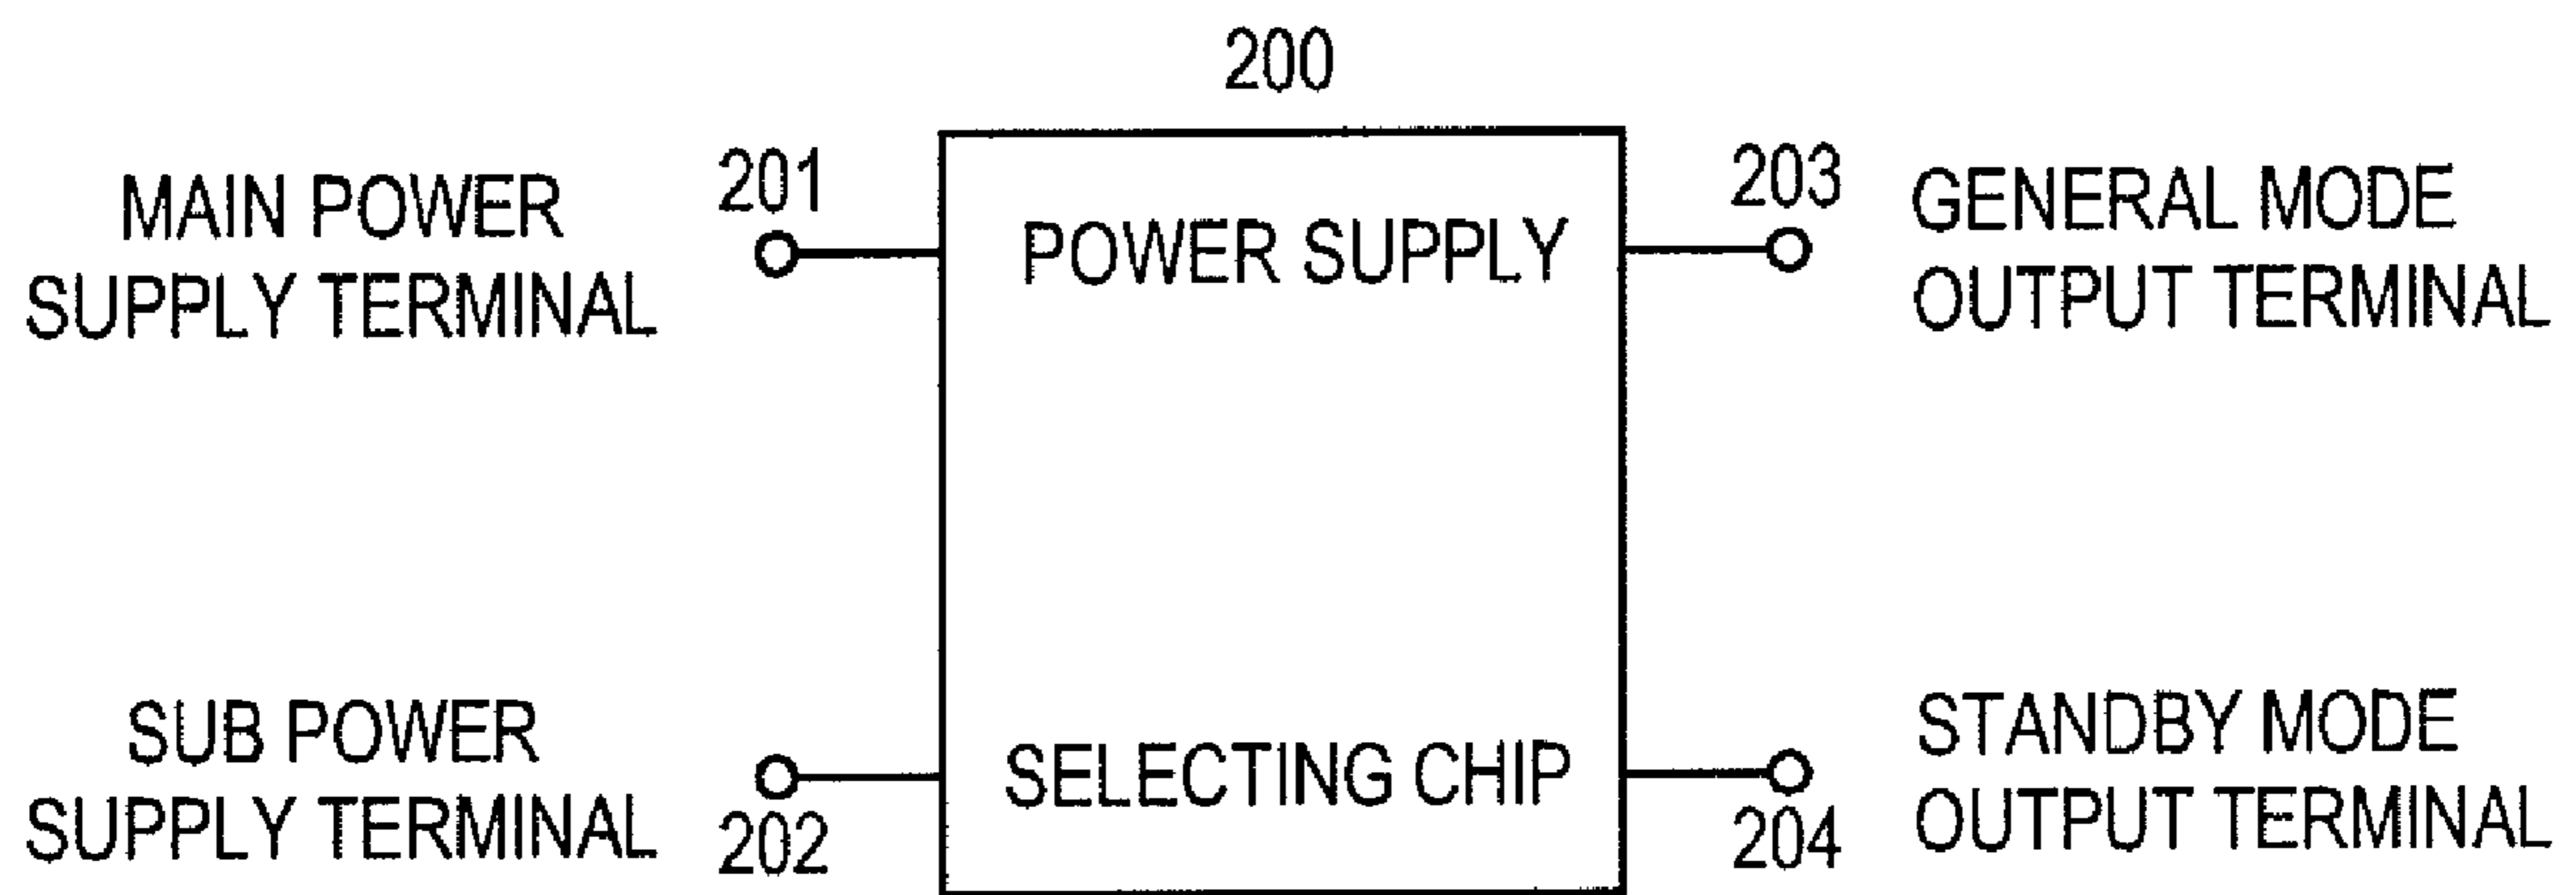 200
MAIN POWER
SUPPLY TERMINAL
201
POWER SUPPLY
203
GENERAL MODE
OUTPUT TERMINAL
SUB POWER
SUPPLY TERMINAL
202
SELECTING CHIP
204
STANDBY MODE
OUTPUT TERMINAL